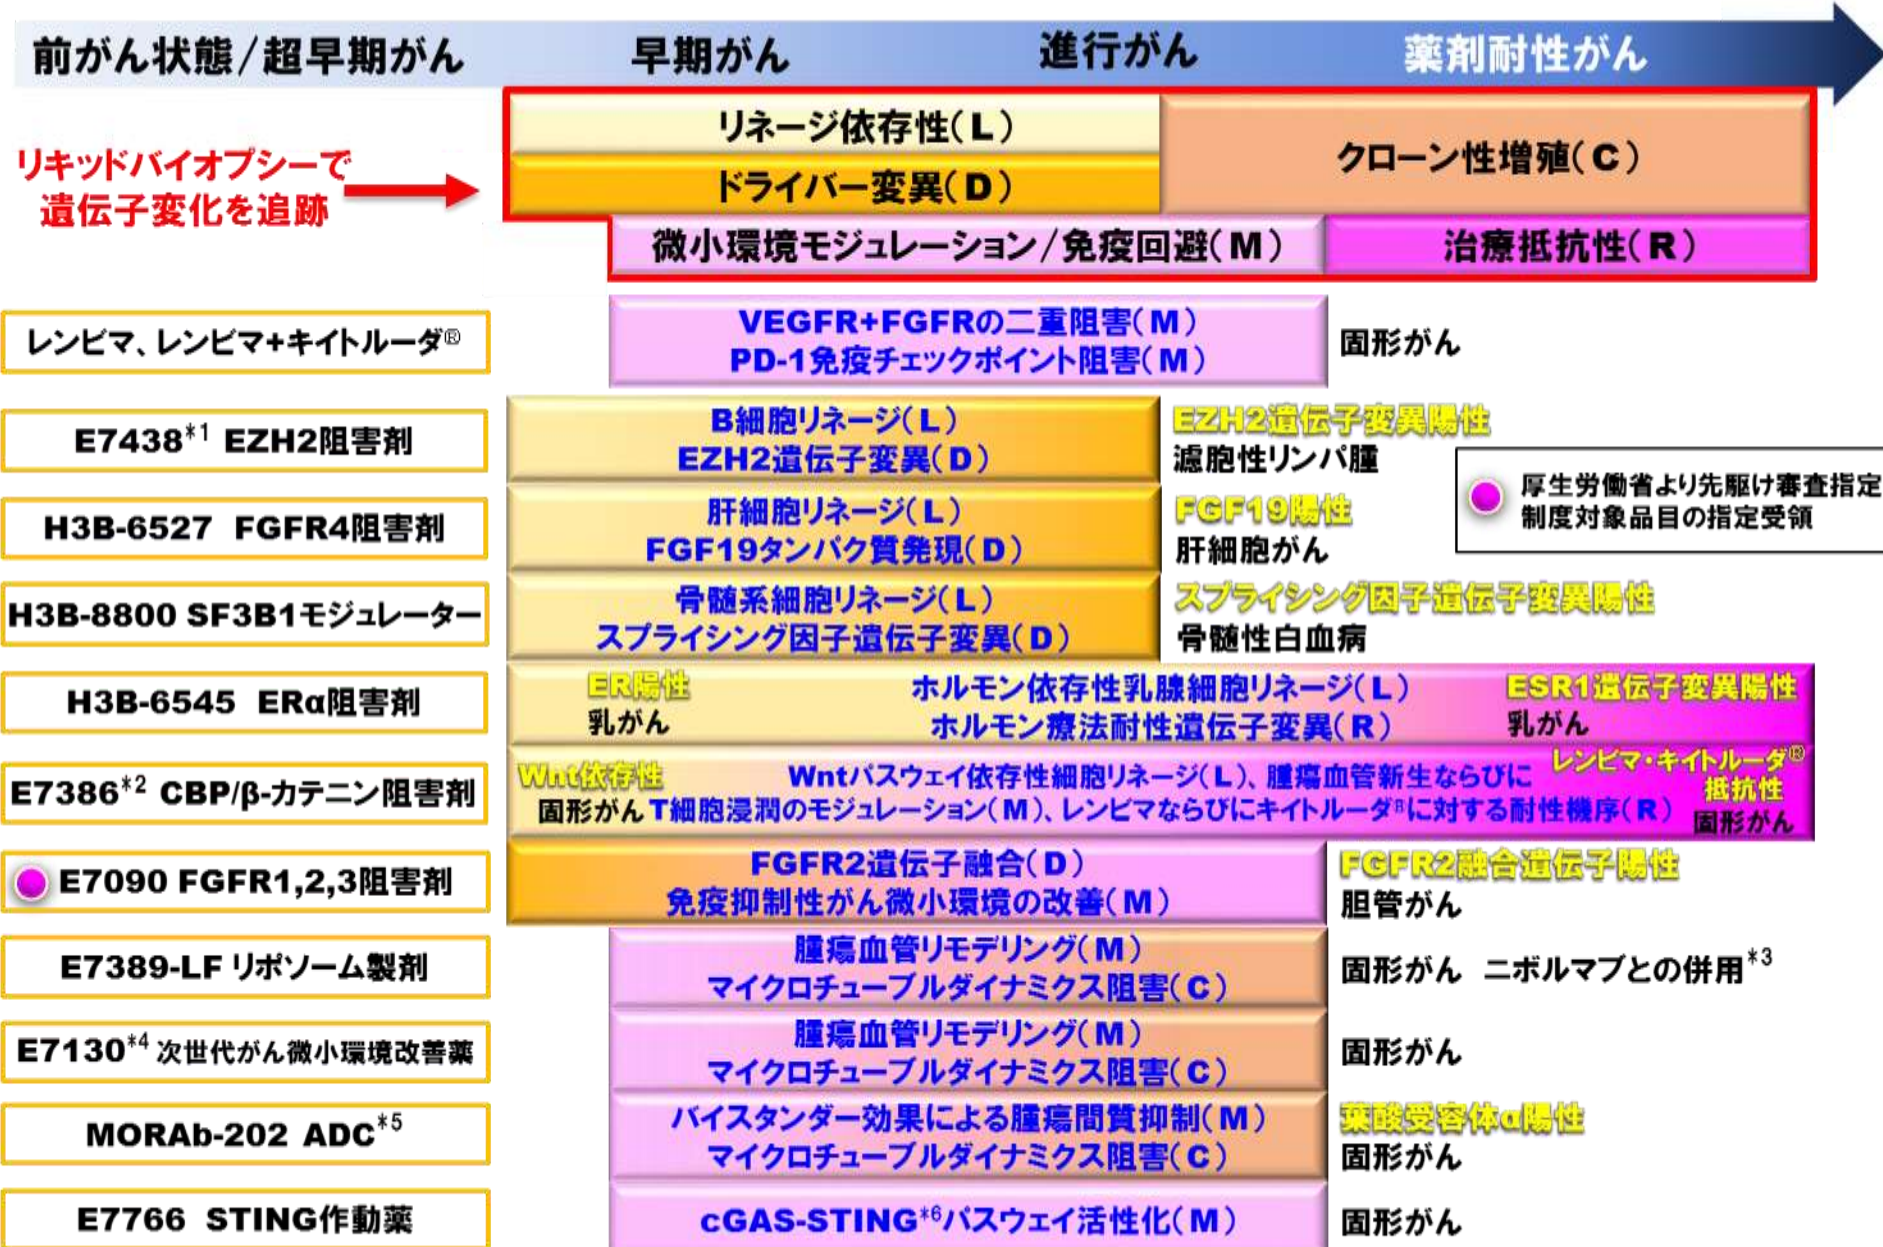 前がん状態/超早期がん 早期がん 進行がん 薬剤耐性がん
リキッドバイオプシーで
遺伝子変化を追跡
リネージ依存性(L)
ドライバー変異(D)
クローン性増殖(C)
微小環境モジュレーション/免疫回避(M)
治療抵抗性(R)
レンビマ、レンビマ+キイトルーダ®
VEGFR+FGFRの二重阻害(M)
PD-1免疫チェックポイント阻害(M)
固形がん
E7438*1 EZH2阻害剤
B細胞リネージ(L)
EZH2遺伝子変異(D)
EZH2遺伝子変異陽性
濾胞性リンパ腫
厚生労働省より先駆け審査指定
制度対象品目の指定受領
H3B-6527 FGFR4阻害剤
肝細胞リネージ(L)
FGF19タンパク質発現(D)
FGF19陽性
肝細胞がん
H3B-8800 SF3B1モジュレーター
骨髄系細胞リネージ(L)
スプライシング因子遺伝子変異(D)
スプライシング因子遺伝子変異陽性
骨髄性白血病
H3B-6545 ERα阻害剤
ER陽性
乳がん
ホルモン依存性乳腺細胞リネージ(L)
ホルモン療法耐性遺伝子変異(R)
ESR1遺伝子変異陽性
乳がん
E7386*2 CBP/β-カテニン阻害剤
Wnt依存性
固形がん
Wntパスウェイ依存性細胞リネージ(L)、腫瘍血管新生ならびに
T細胞浸潤のモジュレーション(M)、レンビマならびにキイトルーダ®に対する耐性機序(R)
レンビマ・キイトルーダ®
抵抗性
固形がん
E7090 FGFR1,2,3阻害剤
FGFR2遺伝子融合(D)
免疫抑制性がん微小環境の改善(M)
FGFR2融合遺伝子陽性
胆管がん
E7389-LF リポソーム製剤
腫瘍血管リモデリング(M)
マイクロチューブルダイナミクス阻害(C)
固形がん ニボルマブとの併用*3
E7130*4 次世代がん微小環境改善薬
腫瘍血管リモデリング(M)
マイクロチューブルダイナミクス阻害(C)
固形がん
MORAb-202 ADC*5
バイスタンダー効果による腫瘍間質抑制(M)
マイクロチューブルダイナミクス阻害(C)
葉酸受容体α陽性
固形がん
E7766 STING作動薬
cGAS-STING*6パスウェイ活性化(M)
固形がん